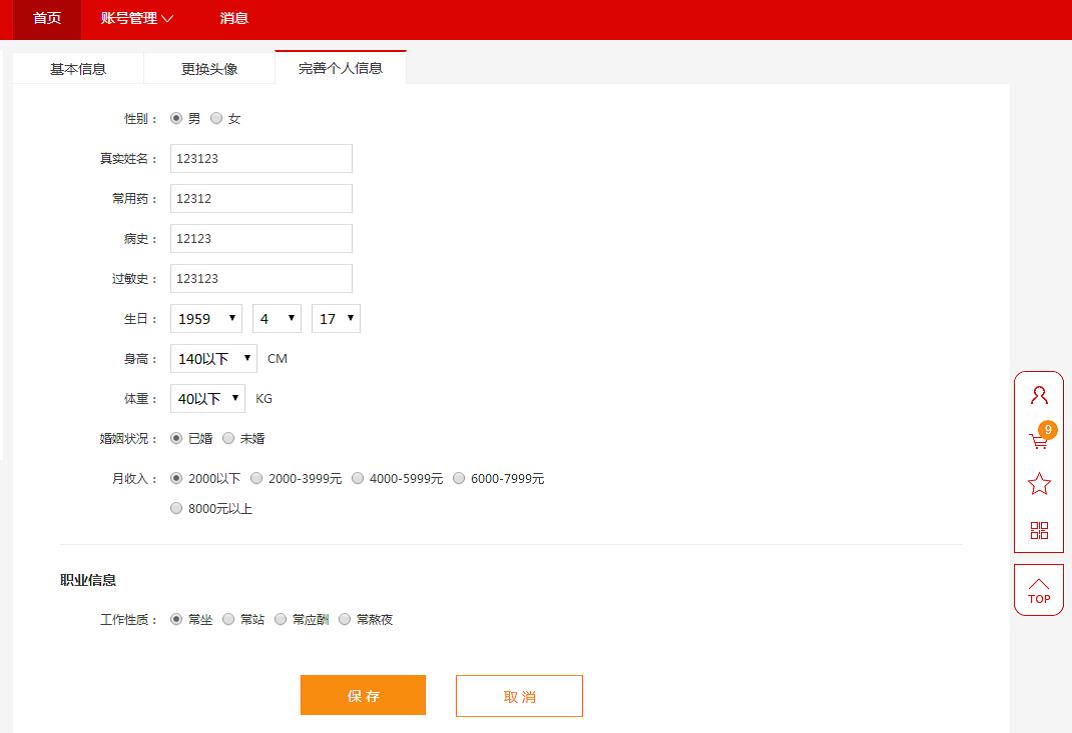 首页 账号管理 消息
基本信息 更换头像 完善个人信息
性别： 男 女
真实姓名： 123123
常用药： 12312
病史： 12123
过敏史： 123123
生日： 1959 4 17
身高： 140以下 CM
体重： 40以下 KG
9
婚姻状况： 已婚 未婚
月收入： 2000以下 2000-3999元 4000-5999元 6000-7999元
8000元以上
职业信息
TOP
工作性质： 常坐 常站 常应酬 常熬夜
保存 取消